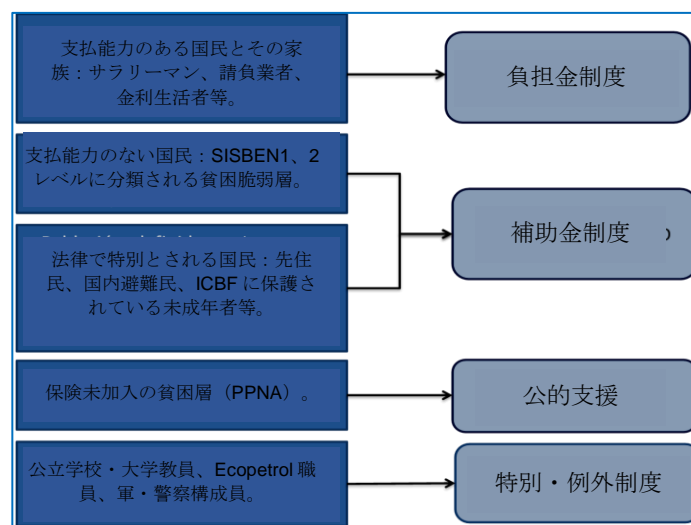 支払能力のある国民とその家
族：サラリーマン、請負業者、
金利生活者等。
負担金制度
支払能力のない国民：SISBEN1、2
レベルに分類される貧困脆弱層。
補助金制度
法律で特別とされる国民：先住
民、国内避難民、ICBF に保護さ
れている未成年者等。
保険未加入の貧困層（PPNA）。
公的支援
公立学校・大学教員、Ecopetrol 職
員、軍・警察構成員。
特別・例外制度